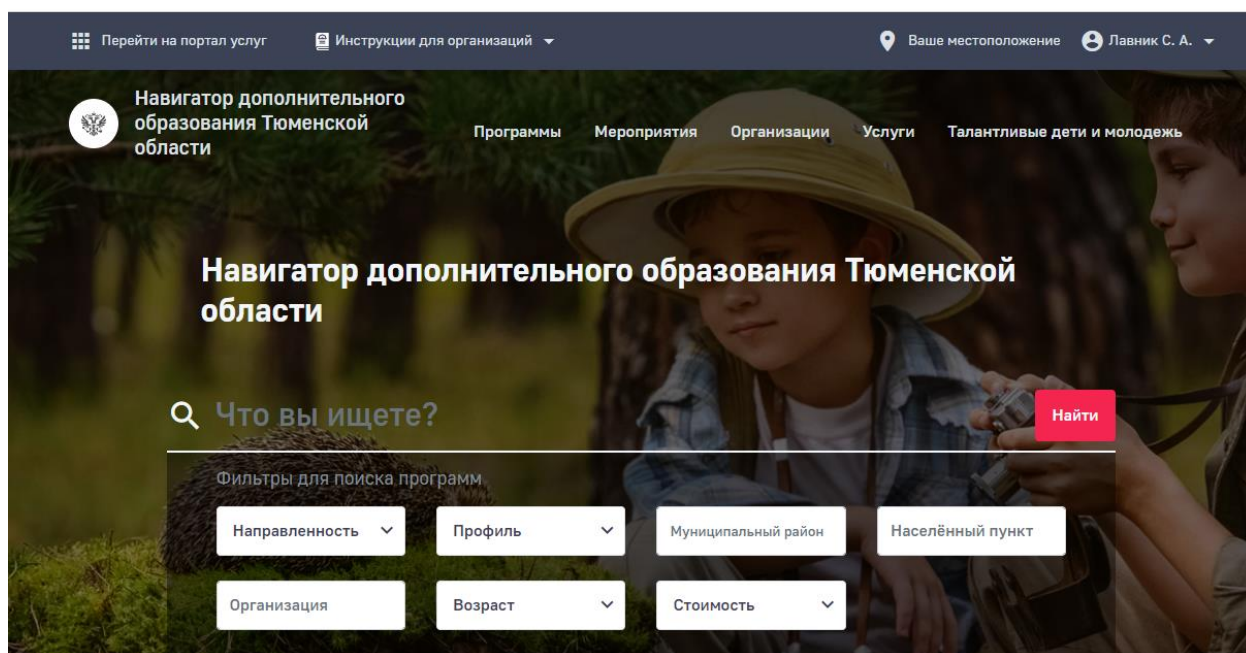 Перейти на портал услуг
Инструкции для организаций
Ваше местоположение
Лавник С. А.
Навигатор дополнительного
образования Тюменской
области
Программы
Мероприятия
Организации
Услуги
Талантливые дети и молодежь
Навигатор дополнительного образования Тюменской
области
Что вы ищете?
Найти
Фильтры для поиска программ
Направленность
Профиль
Муниципальный район
Населённый пункт
Организация
Возраст
Стоимость